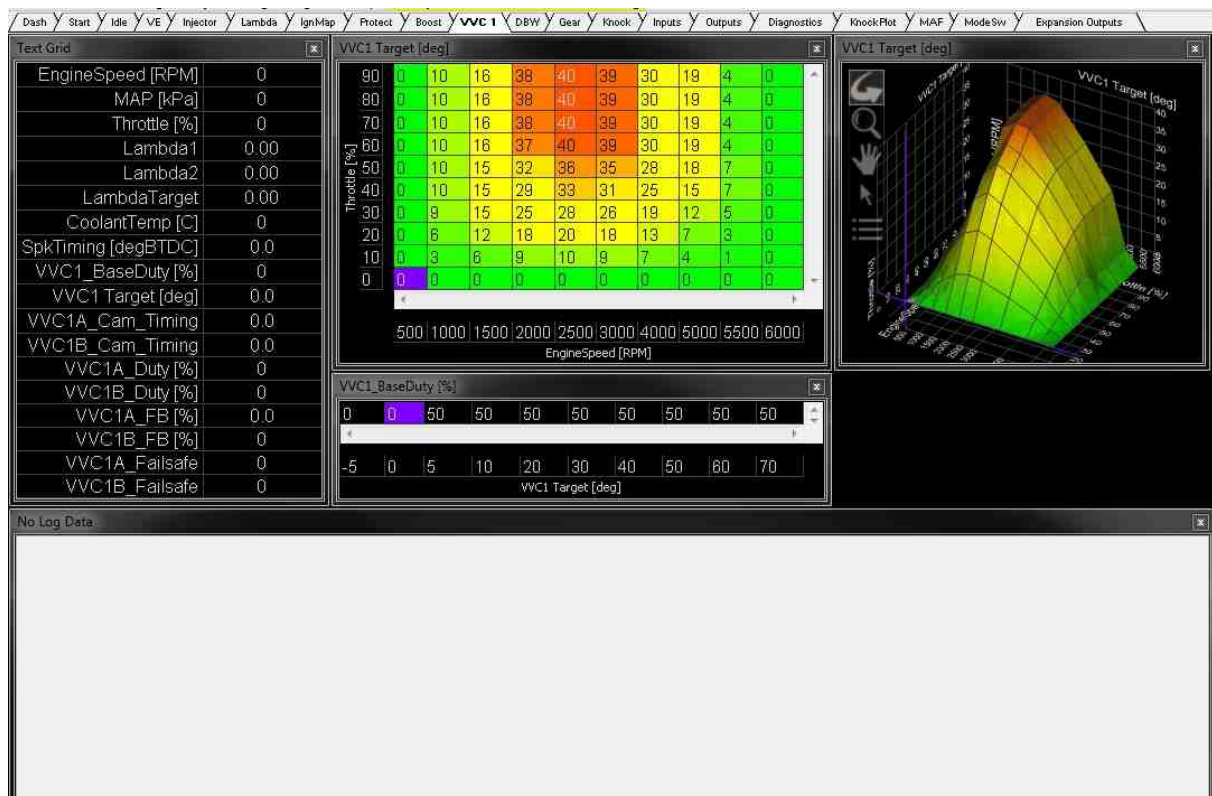 Dash Start Idle VE Injector Lambda IgnMap Protect Boost VVC 1 DBW Gear Knock Inputs Outputs Diagnostics KnockPlot MAF ModeSw Expansion Outputs
Text Grid
EngineSpeed [RPM] 0
MAP [kPa] 0
Throttle [%] 0
Lambda1 0.00
Lambda2 0.00
LambdaTarget 0.00
CoolantTemp [C] 0
SpkTiming [degBTDC] 0.0
VVC1_BaseDuty [%] 0
VVC1 Target [deg] 0.0
VVC1A_Cam_Timing 0.0
VVC1B_Cam_Timing 0.0
VVC1A_Duty [%] 0
VVC1B_Duty [%] 0
VVC1A_FB [%] 0.0
VVC1B_FB [%] 0
VVC1A_Failsafe 0
VVC1B_Failsafe 0
VVC1 Target [deg]
Throttle [%]
90 0 10 16 38 40 39 30 19 4 0
80 0 10 16 38 40 39 30 19 4 0
70 0 10 16 38 40 39 30 19 4 0
60 0 10 16 37 40 39 30 19 4 0
50 0 10 15 32 36 35 28 18 7 0
40 0 10 15 29 33 31 25 15 7 0
30 0 9 15 25 28 26 19 12 5 0
20 0 6 12 18 20 18 13 7 3 0
10 0 3 6 9 10 9 7 4 1 0
0 0 0 0 0 0 0 0 0 0 0
500 1000 1500 2000 2500 3000 4000 5000 5500 6000
EngineSpeed [RPM]
VVC1_BaseDuty [%]
0 0 50 50 50 50 50 50 50 50
-5 0 5 10 20 30 40 50 60 70
VVC1 Target [deg]
VVC1 Target [deg]
VVC1 Target [deg]
40
35
30
25
20
15
10
No Log Data